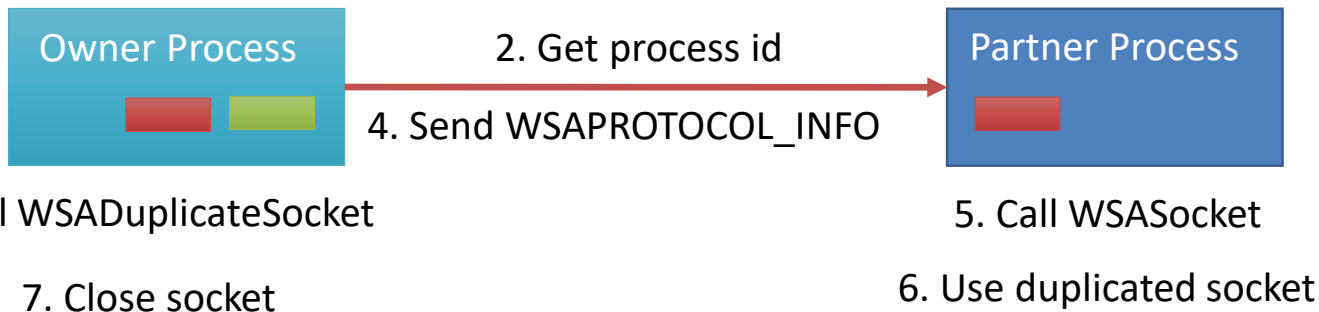 Owner Process
2. Get process id
Partner Process
4. Send WSAPROTOCOL_INFO
WSADuplicateSocket
5. Call WSASocket
7. Close socket
6. Use duplicated socket